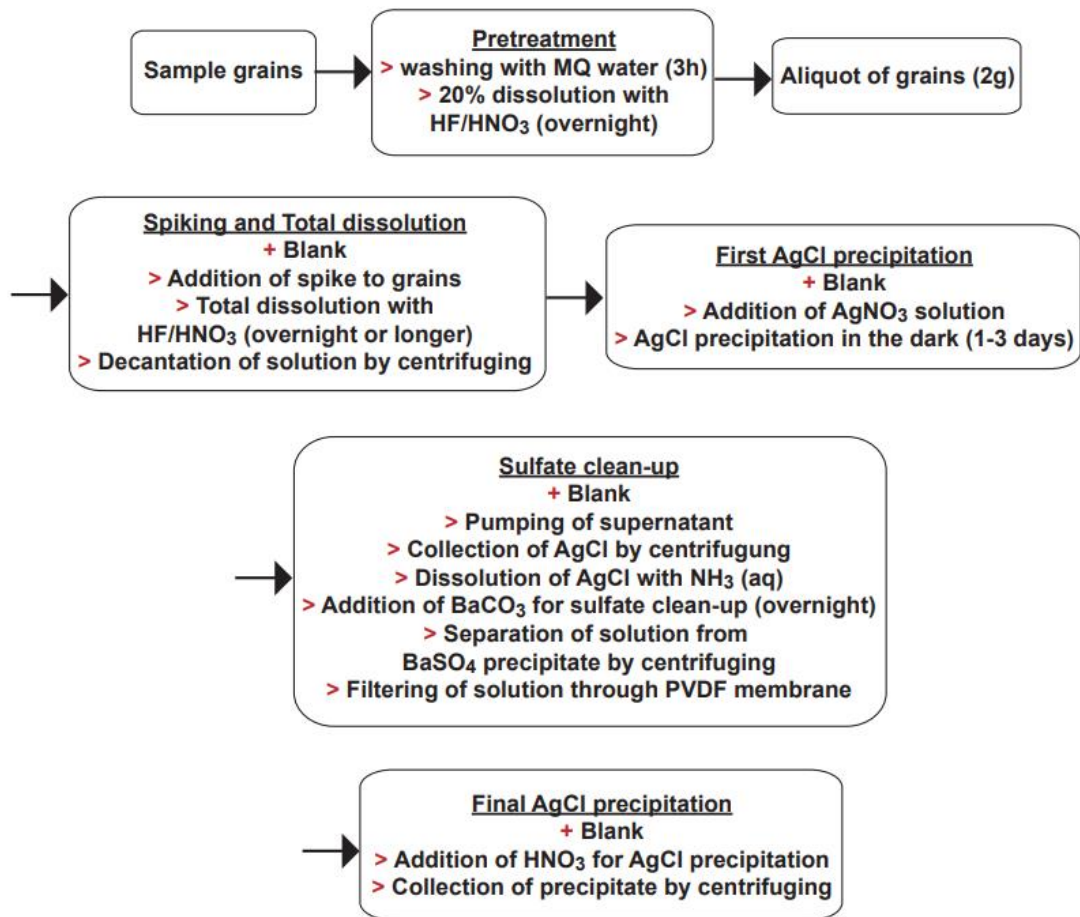 Sample grains
Pretreatment
> washing with MQ water (3h)
> 20% dissolution with
HF/HNO₃ (overnight)
Aliquot of grains (2g)
Spiking and Total dissolution
+ Blank
> Addition of spike to grains
> Total dissolution with
HF/HNO₃ (overnight or longer)
> Decantation of solution by centrifuging
First AgCl precipitation
+ Blank
> Addition of AgNO₃ solution
> AgCl precipitation in the dark (1-3 days)
Sulfate clean-up
+ Blank
> Pumping of supernatant
> Collection of AgCl by centrifugung
> Dissolution of AgCl with NH₃ (aq)
> Addition of BaCO₃ for sulfate clean-up (overnight)
> Separation of solution from
BaSO₄ precipitate by centrifuging
> Filtering of solution through PVDF membrane
Final AgCl precipitation
+ Blank
> Addition of HNO₃ for AgCl precipitation
> Collection of precipitate by centrifuging